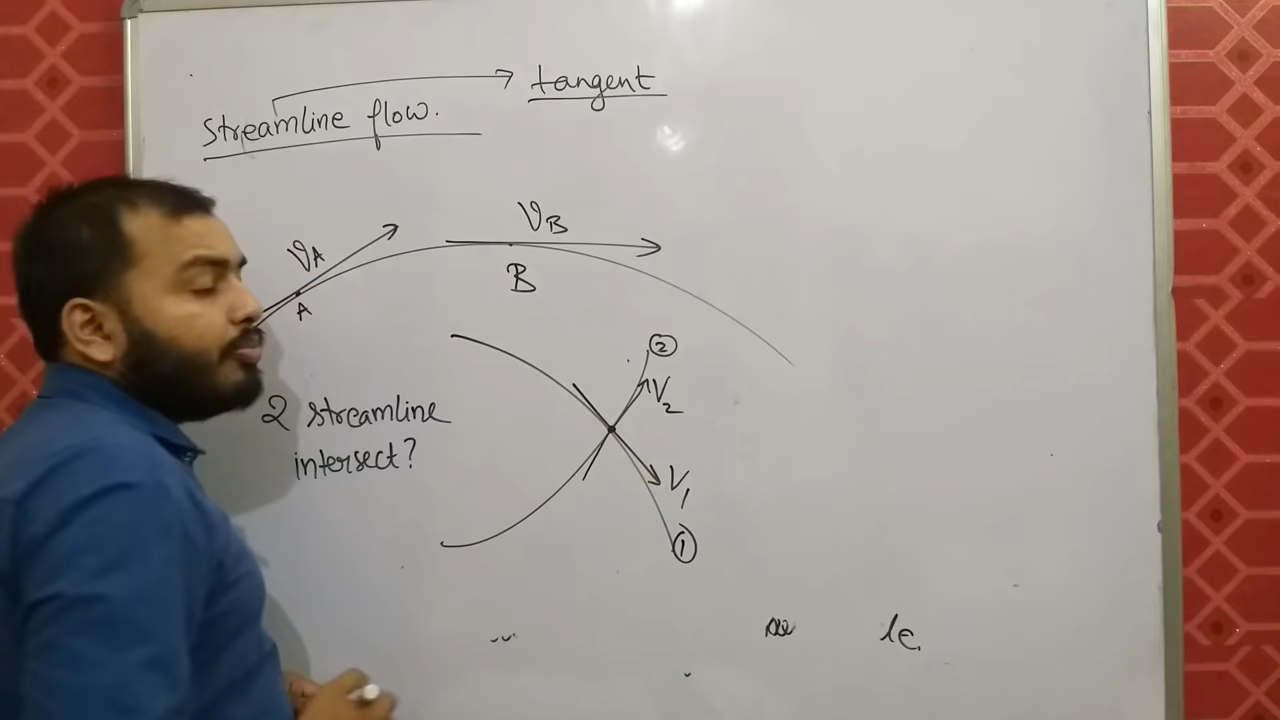 tangent
Streamline flow.
VB
VA
B
A
2
V2
2 streamline
intersect?
V1
1